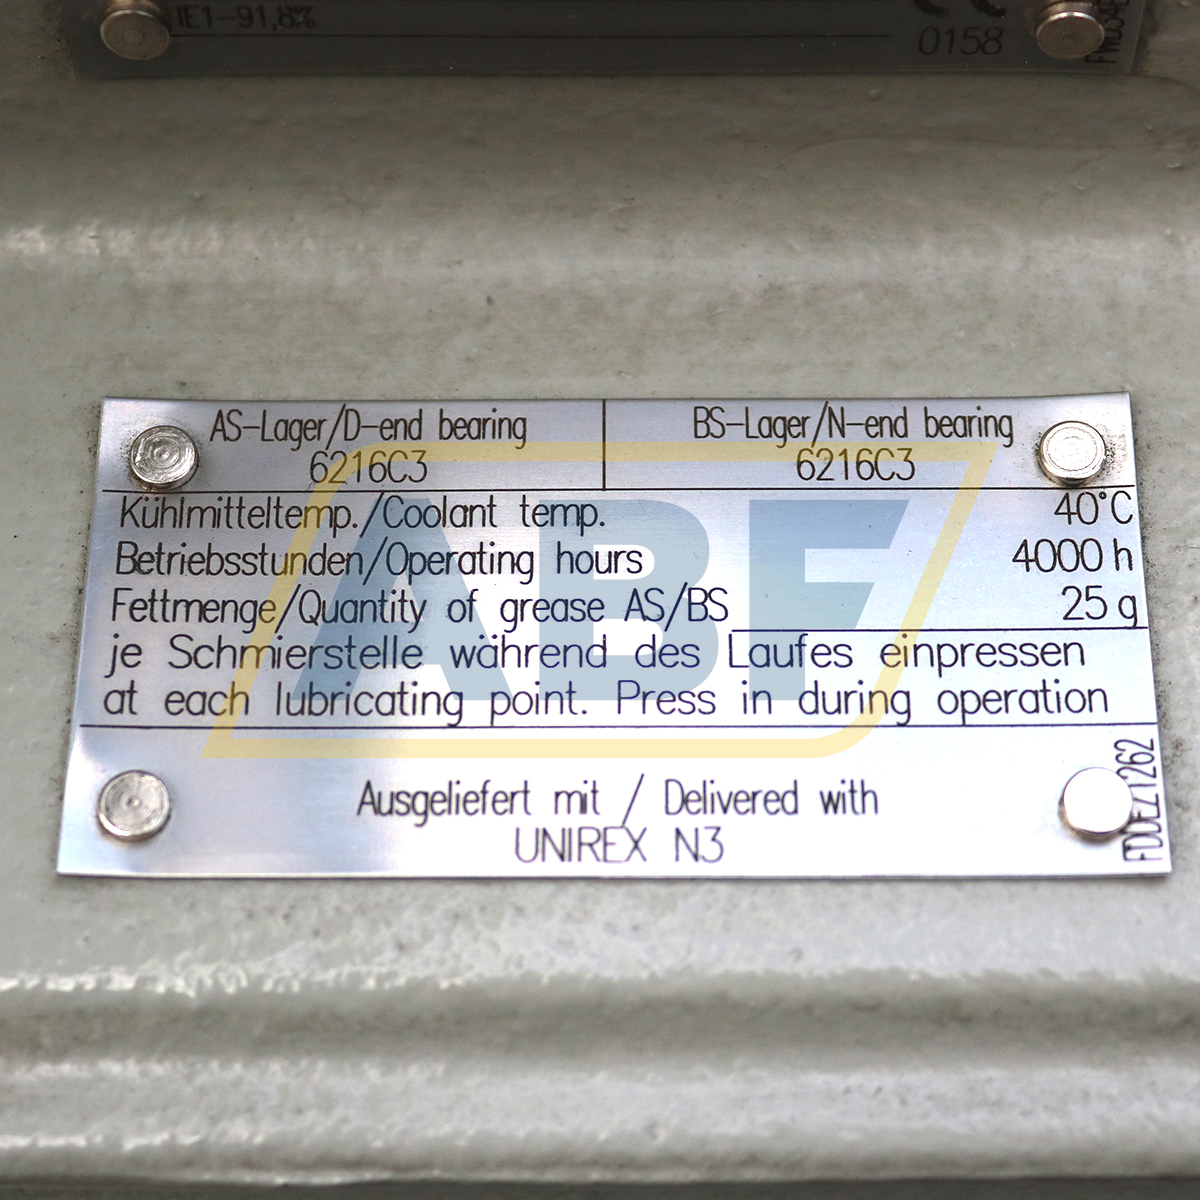 IE1-91,8%
0158
AS-Lager/D-end bearing
6216C3
BS-Lager/N-end bearing
6216C3
Kühlmitteltemp./Coolant temp. 40°C
Betriebsstunden/Operating hours 4000 h
Fettmenge/Quantity of grease AS/BS 25 g
je Schmierstelle während des Laufes einpressen
at each lubricating point. Press in during operation
Ausgeliefert mit / Delivered with
UNIREX N3
ABF